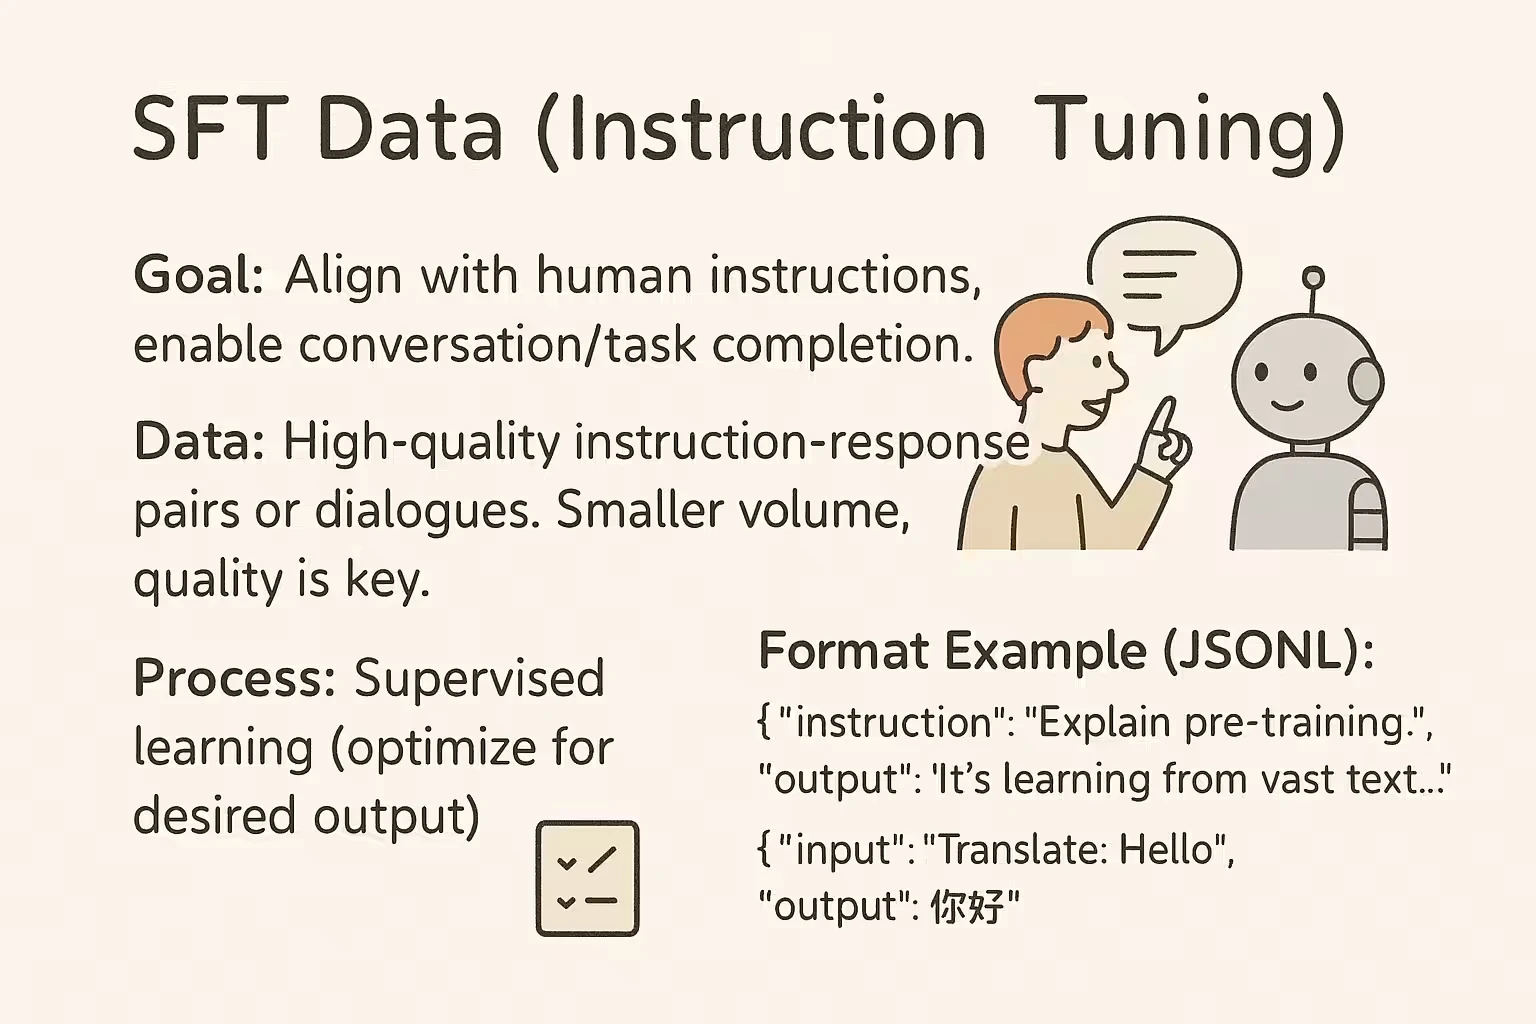 SFT Data (Instruction Tuning)
Goal: Align with human instructions,
enable conversation/task completion.
Data: High-quality instruction-response
pairs or dialogues. Smaller volume,
quality is key.
Process: Supervised
learning (optimize for
desired output)
Format Example (JSONL):
{ "instruction": "Explain pre-training.",
"output": 'It’s learning from vast text..."
{ "input": "Translate: Hello",
"output": 你好"